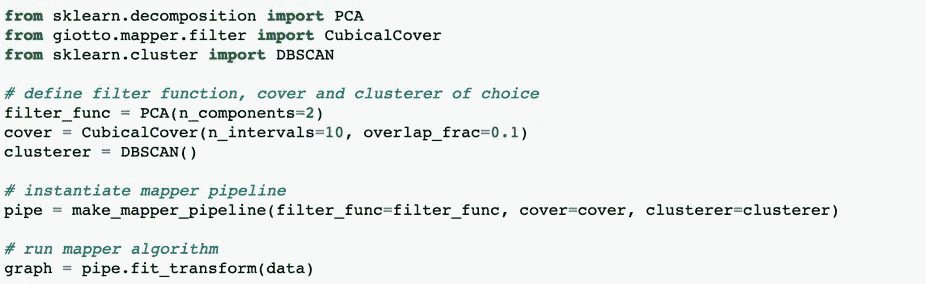 from sklearn.decomposition import PCA
from giotto.mapper.filter import CubicalCover
from sklearn.cluster import DBSCAN
# define filter function, cover and clusterer of choice
filter_func = PCA(n_components=2)
cover = CubicalCover(n_intervals=10, overlap_frac=0.1)
clusterer = DBSCAN()
# instantiate mapper pipeline
pipe = make_mapper_pipeline(filter_func=filter_func, cover=cover, clusterer=clusterer)
# run mapper algorithm
graph = pipe.fit_transform(data)